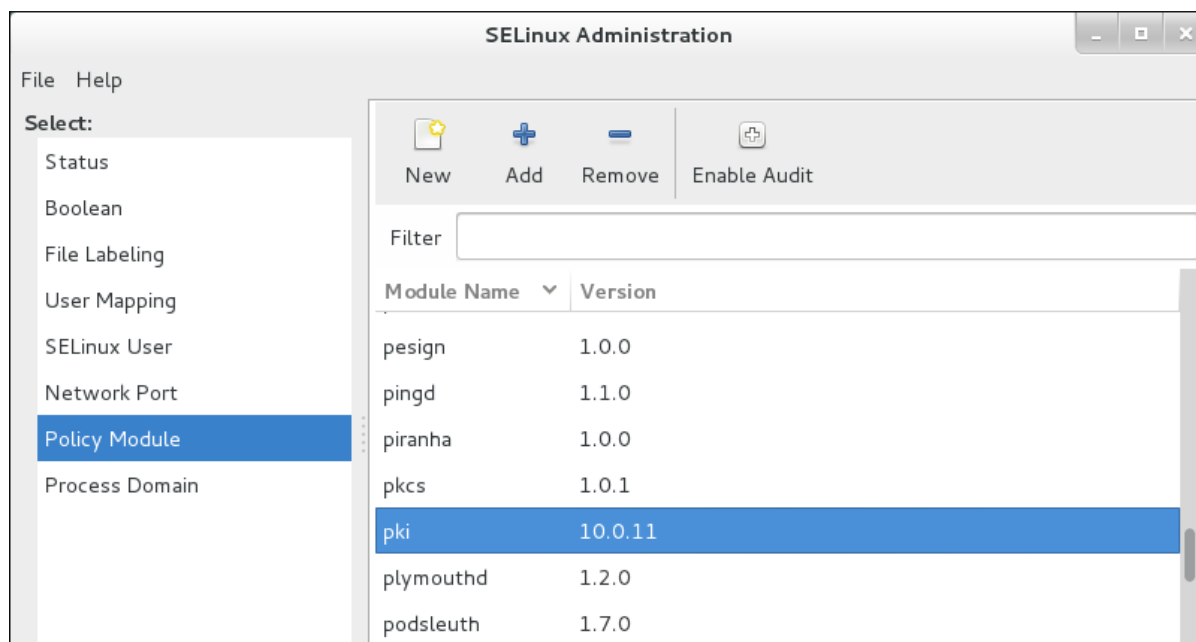 SELinux Administration
File Help
Select:
Status
Boolean
File Labeling
User Mapping
SELinux User
Network Port
Policy Module
Process Domain
New Add Remove Enable Audit
Filter
Module Name Version
pesign 1.0.0
pingd 1.1.0
piranha 1.0.0
pkcs 1.0.1
pki 10.0.11
plymouthd 1.2.0
podsleuth 1.7.0